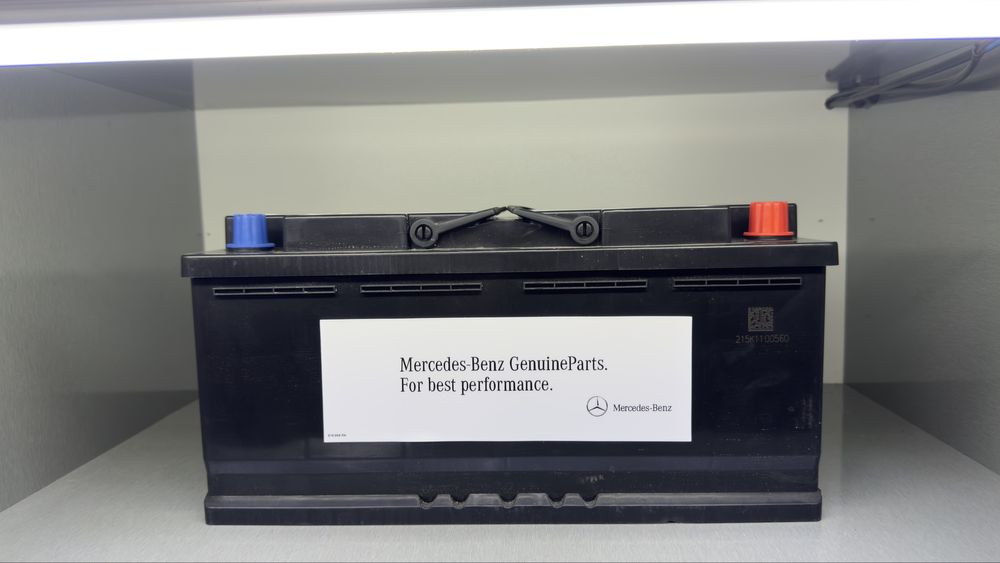 215K1100560
Mercedes-Benz GenuineParts.
For best performance.
Mercedes-Benz